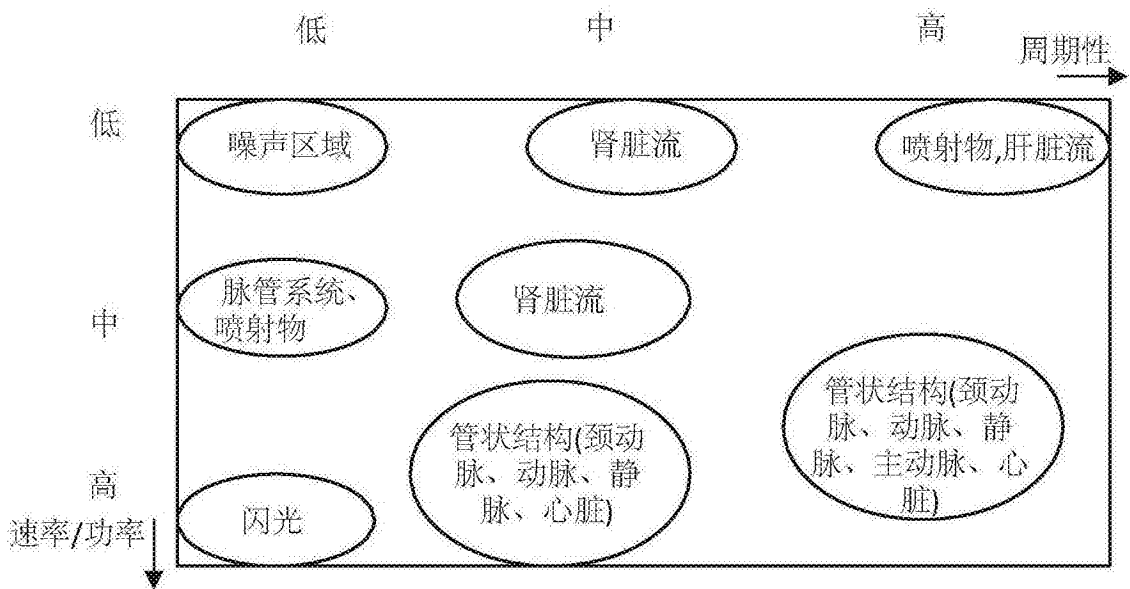 低 中 高
周期性
低
噪声区域
肾脏流
喷射物,肝脏流
中
脉管系统、
喷射物
肾脏流
管状结构(颈动
脉、动脉、静
脉、主动脉、心
脏)
管状结构(颈动
脉、动脉、静
脉、心脏)
高
速率/功率
闪光